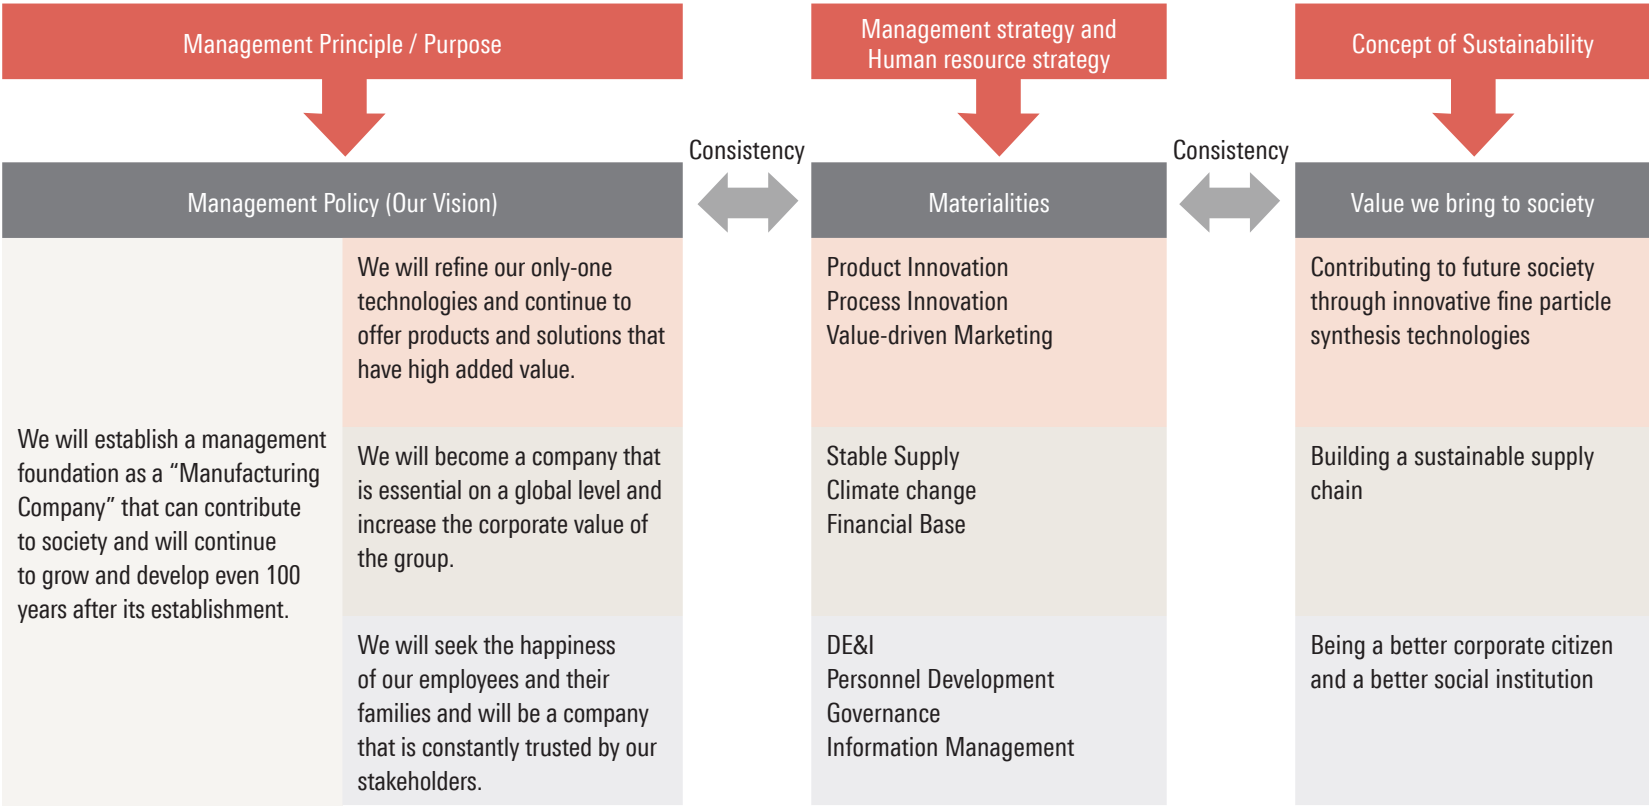 Management Principle / Purpose
Management strategy and
Human resource strategy
Concept of Sustainability
Consistency
Consistency
Management Policy (Our Vision)
Materialities
Value we bring to society
We will establish a management
foundation as a “Manufacturing
Company” that can contribute
to society and will continue
to grow and develop even 100
years after its establishment.
We will refine our only-one
technologies and continue to
offer products and solutions that
have high added value.
Product Innovation
Process Innovation
Value-driven Marketing
Contributing to future society
through innovative fine particle
synthesis technologies
We will become a company that
is essential on a global level and
increase the corporate value of
the group.
Stable Supply
Climate change
Financial Base
Building a sustainable supply
chain
We will seek the happiness
of our employees and their
families and will be a company
that is constantly trusted by our
stakeholders.
DE&I
Personnel Development
Governance
Information Management
Being a better corporate citizen
and a better social institution